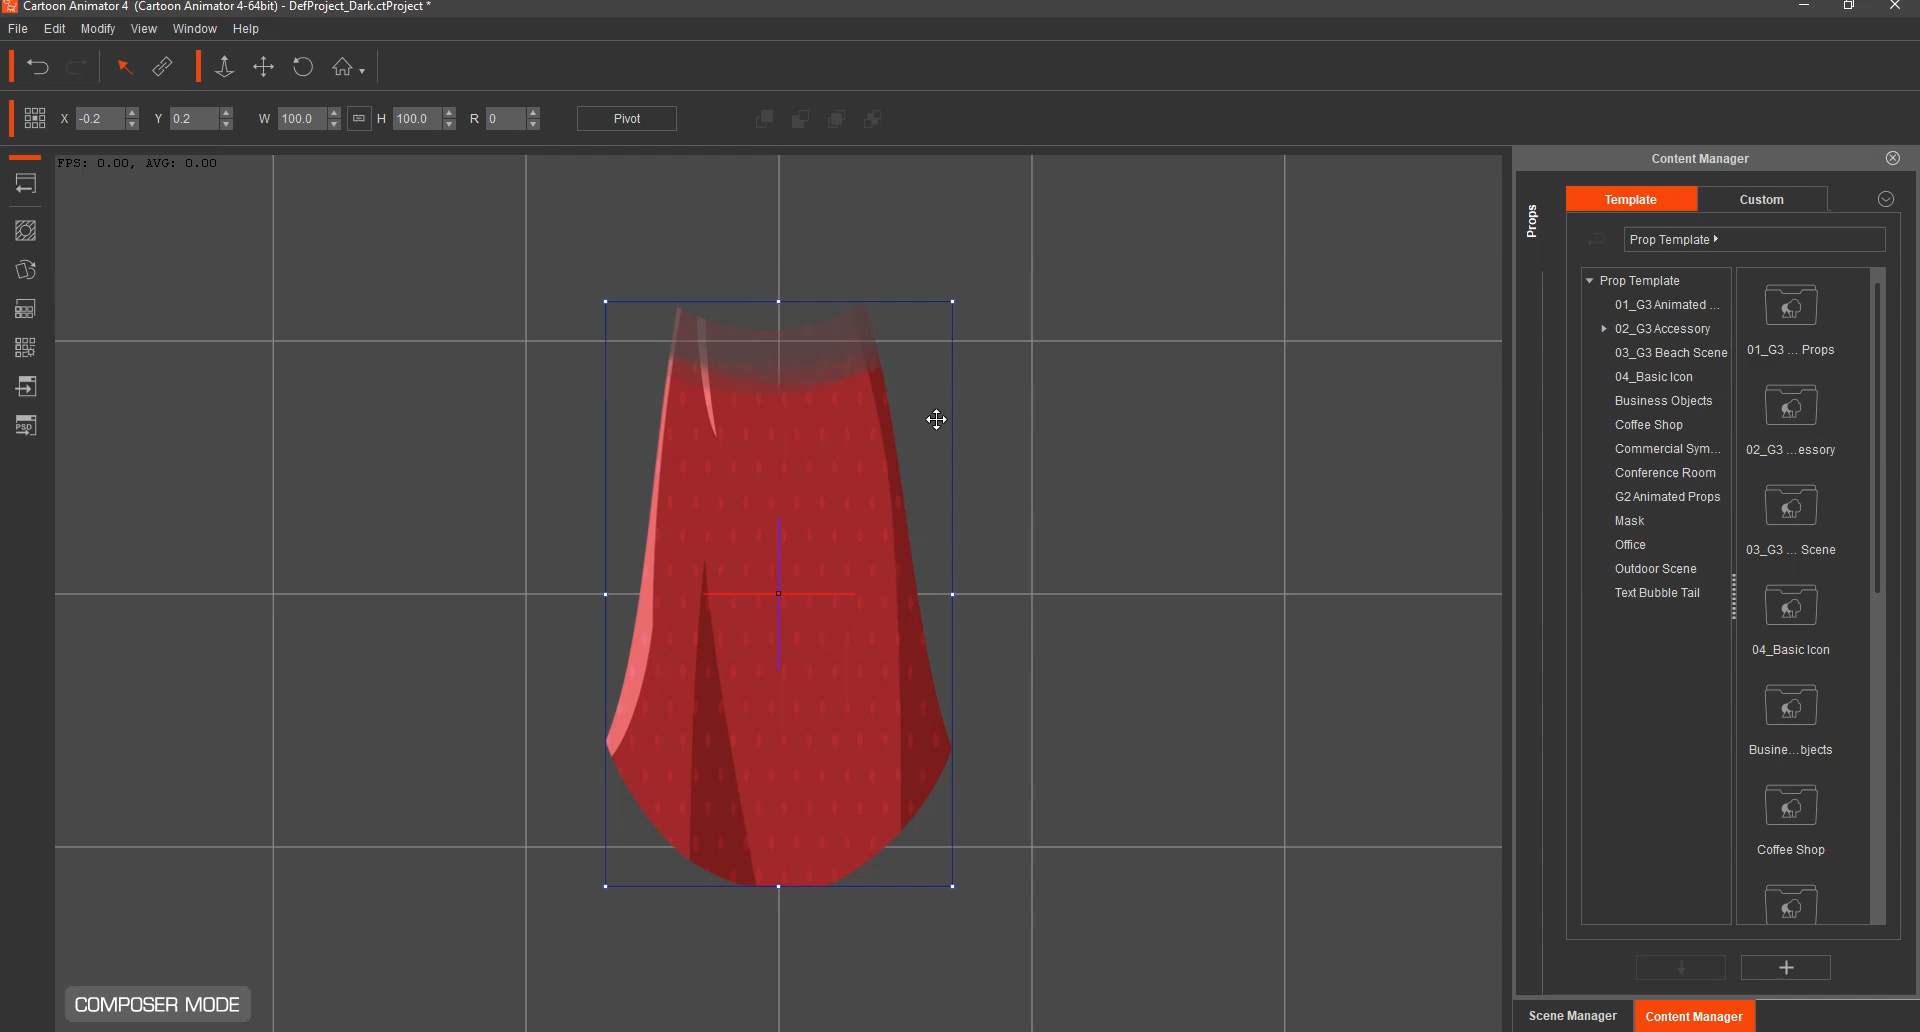 Cartoon Animator 4 (Cartoon Animator 4-64bit) - DefProject_Dark.ctProject *
File Edit Modify View Window Help
X -0.2 Y 0.2 W 100.0 H 100.0 R 0 Pivot
FPS: 0.00, AVG: 0.00
Content Manager
Props
Template Custom
Prop Template
Prop Template
01_G3 Animated ...
02_G3 Accessory
03_G3 Beach Scene
04_Basic Icon
Business Objects
Coffee Shop
Commercial Sym...
Conference Room
G2 Animated Props
Mask
Office
Outdoor Scene
Text Bubble Tail
01_G3 ... Props
02_G3 ...essory
03_G3 ... Scene
04_Basic Icon
Busine...bjects
Coffee Shop
PSD
COMPOSER MODE
Scene Manager Content Manager